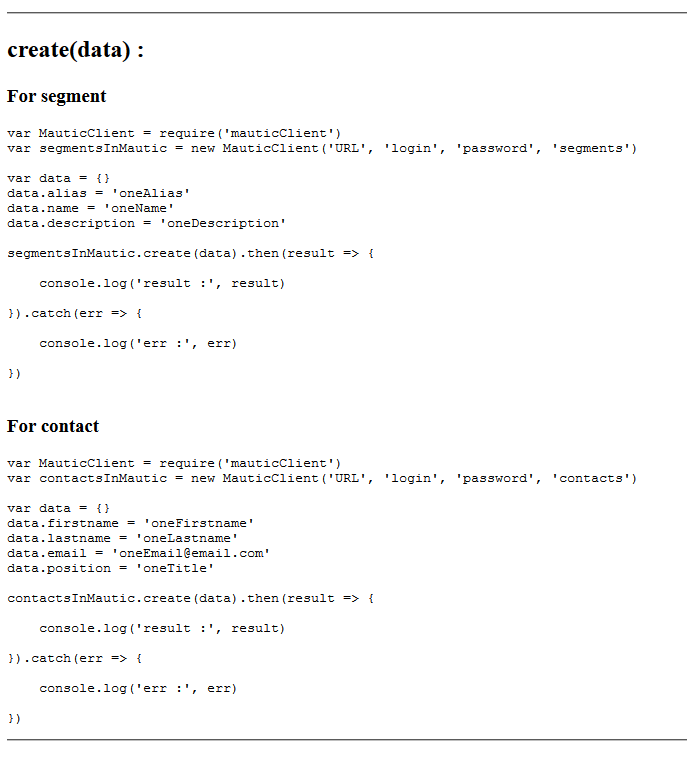 create(data) :
For segment
var MauticClient = require('mauticClient')
var segmentsInMautic = new MauticClient('URL', 'login', 'password', 'segments')
var data = {}
data.alias = 'oneAlias'
data.name = 'oneName'
data.description = 'oneDescription'
segmentsInMautic.create(data).then(result => {
    console.log('result :', result)
}).catch(err => {
    console.log('err :', err)
})
For contact
var MauticClient = require('mauticClient')
var contactsInMautic = new MauticClient('URL', 'login', 'password', 'contacts')
var data = {}
data.firstname = 'oneFirstname'
data.lastname = 'oneLastname'
data.email = 'oneEmail@email.com'
data.position = 'oneTitle'
contactsInMautic.create(data).then(result => {
    console.log('result :', result)
}).catch(err => {
    console.log('err :', err)
})